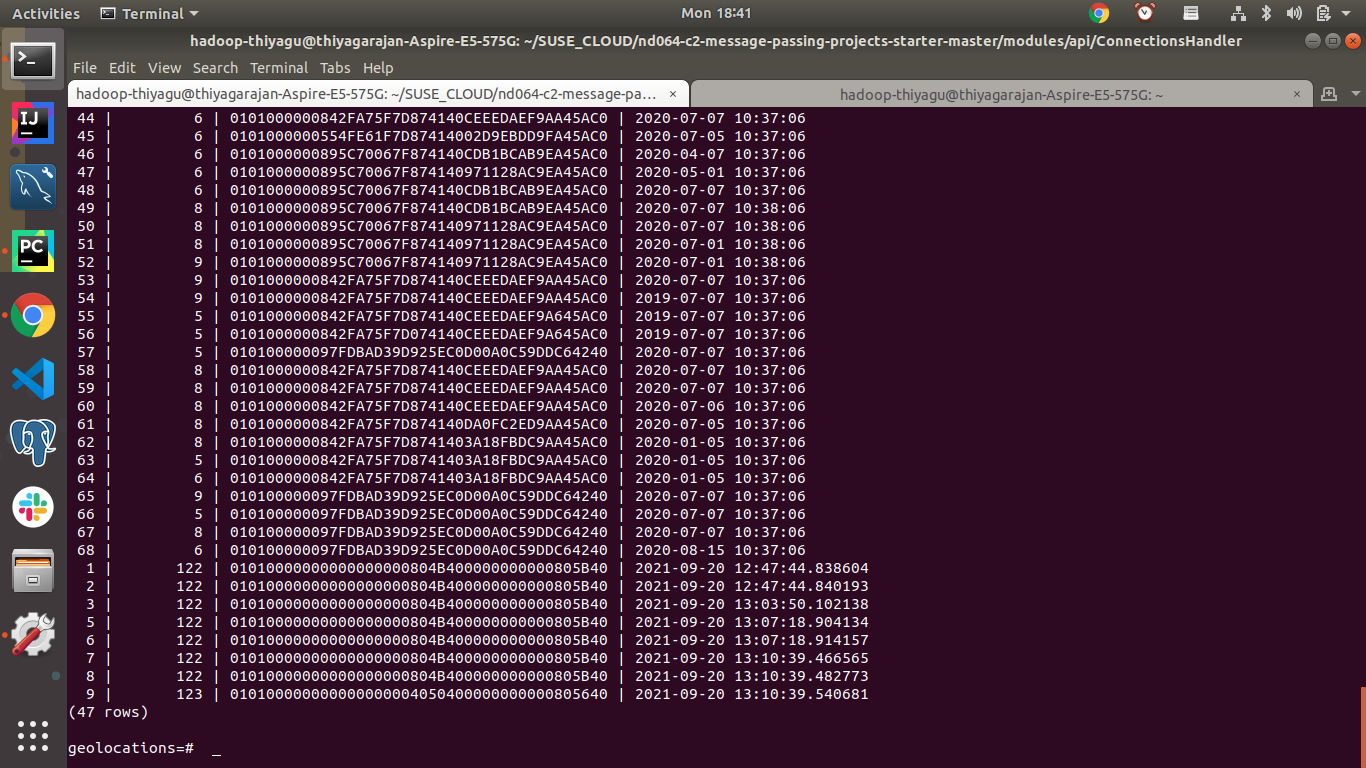 Activities Terminal Mon 18:41
hadoop-thiyagu@thiyagarajan-Aspire-E5-575G: ~/SUSE_CLOUD/nd064-c2-message-passing-projects-starter-master/modules/api/ConnectionsHandler
File Edit View Search Terminal Tabs Help
hadoop-thiyagu@thiyagarajan-Aspire-E5-575G: ~/SUSE_CLOUD/nd064-c2-message-pa... × hadoop-thiyagu@thiyagarajan-Aspire-E5-575G: ~ ×
44 | 6 | 0101000000842FA75F7D874140CEEEDAEF9AA45AC0 | 2020-07-07 10:37:06
45 | 6 | 0101000000554FE61F7D87414002D9EBDD9FA45AC0 | 2020-07-05 10:37:06
46 | 6 | 0101000000895C70067F874140CDB1BCAB9EA45AC0 | 2020-04-07 10:37:06
47 | 6 | 0101000000895C70067F874140971128AC9EA45AC0 | 2020-05-01 10:37:06
48 | 6 | 0101000000895C70067F874140CDB1BCAB9EA45AC0 | 2020-07-07 10:37:06
49 | 8 | 0101000000895C70067F874140CDB1BCAB9EA45AC0 | 2020-07-07 10:38:06
50 | 8 | 0101000000895C70067F874140971128AC9EA45AC0 | 2020-07-07 10:38:06
51 | 8 | 0101000000895C70067F874140971128AC9EA45AC0 | 2020-07-01 10:38:06
52 | 9 | 0101000000895C70067F874140971128AC9EA45AC0 | 2020-07-01 10:38:06
53 | 9 | 0101000000842FA75F7D874140CEEEDAEF9AA45AC0 | 2020-07-07 10:37:06
54 | 9 | 0101000000842FA75F7D874140CEEEDAEF9AA45AC0 | 2019-07-07 10:37:06
55 | 5 | 0101000000842FA75F7D874140CEEEDAEF9A645AC0 | 2019-07-07 10:37:06
56 | 5 | 0101000000842FA75F7D074140CEEEDAEF9A645AC0 | 2019-07-07 10:37:06
57 | 5 | 010100000097FDBAD39D925EC0D00A0C59DDC64240 | 2020-07-07 10:37:06
58 | 8 | 0101000000842FA75F7D874140CEEEDAEF9AA45AC0 | 2020-07-07 10:37:06
59 | 8 | 0101000000842FA75F7D874140CEEEDAEF9AA45AC0 | 2020-07-07 10:37:06
60 | 8 | 0101000000842FA75F7D874140CEEEDAEF9AA45AC0 | 2020-07-06 10:37:06
61 | 8 | 0101000000842FA75F7D874140DA0FC2ED9AA45AC0 | 2020-07-05 10:37:06
62 | 8 | 0101000000842FA75F7D8741403A18FBDC9AA45AC0 | 2020-01-05 10:37:06
63 | 5 | 0101000000842FA75F7D8741403A18FBDC9AA45AC0 | 2020-01-05 10:37:06
64 | 6 | 0101000000842FA75F7D8741403A18FBDC9AA45AC0 | 2020-01-05 10:37:06
65 | 9 | 010100000097FDBAD39D925EC0D00A0C59DDC64240 | 2020-07-07 10:37:06
66 | 5 | 010100000097FDBAD39D925EC0D00A0C59DDC64240 | 2020-07-07 10:37:06
67 | 8 | 010100000097FDBAD39D925EC0D00A0C59DDC64240 | 2020-07-07 10:37:06
68 | 6 | 010100000097FDBAD39D925EC0D00A0C59DDC64240 | 2020-08-15 10:37:06
1 | 122 | 010100000000000000000804B400000000000805B40 | 2021-09-20 12:47:44.838604
2 | 122 | 010100000000000000000804B400000000000805B40 | 2021-09-20 12:47:44.840193
3 | 122 | 010100000000000000000804B400000000000805B40 | 2021-09-20 13:03:50.102138
5 | 122 | 010100000000000000000804B400000000000805B40 | 2021-09-20 13:07:18.904134
6 | 122 | 010100000000000000000804B400000000000805B40 | 2021-09-20 13:07:18.914157
7 | 122 | 010100000000000000000804B400000000000805B40 | 2021-09-20 13:10:39.466565
8 | 122 | 010100000000000000000804B400000000000805B40 | 2021-09-20 13:10:39.482773
9 | 123 | 010100000000000000000405040000000000000805640 | 2021-09-20 13:10:39.540681
(47 rows)
geolocations=# _
IJ
PC